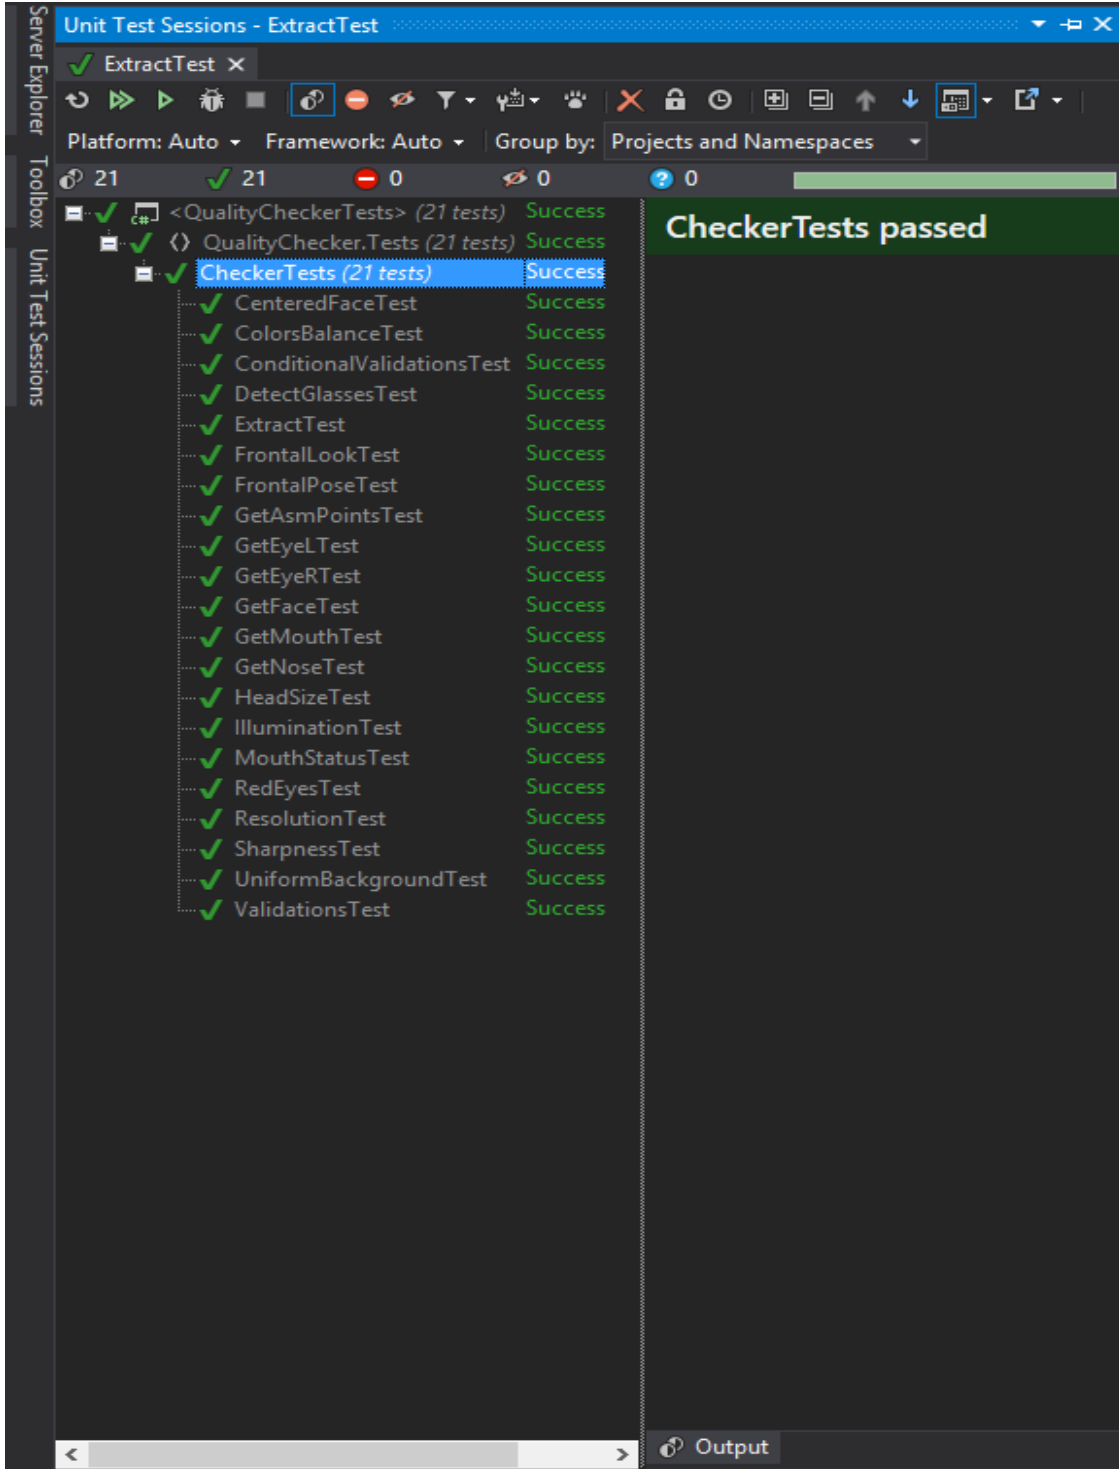 Server Explorer
Toolbox
Unit Test Sessions
Unit Test Sessions - ExtractTest
ExtractTest
Platform: Auto Framework: Auto Group by: Projects and Namespaces
21 21 0 0 0
<QualityCheckerTests> (21 tests) Success
QualityChecker.Tests (21 tests) Success
CheckerTests (21 tests) Success
CenteredFaceTest Success
ColorsBalanceTest Success
ConditionalValidationsTest Success
DetectGlassesTest Success
ExtractTest Success
FrontalLookTest Success
FrontalPoseTest Success
GetAsmPointsTest Success
GetEyeLTest Success
GetEyeRTest Success
GetFaceTest Success
GetMouthTest Success
GetNoseTest Success
HeadSizeTest Success
IlluminationTest Success
MouthStatusTest Success
RedEyesTest Success
ResolutionTest Success
SharpnessTest Success
UniformBackgroundTest Success
ValidationsTest Success
CheckerTests passed
Output